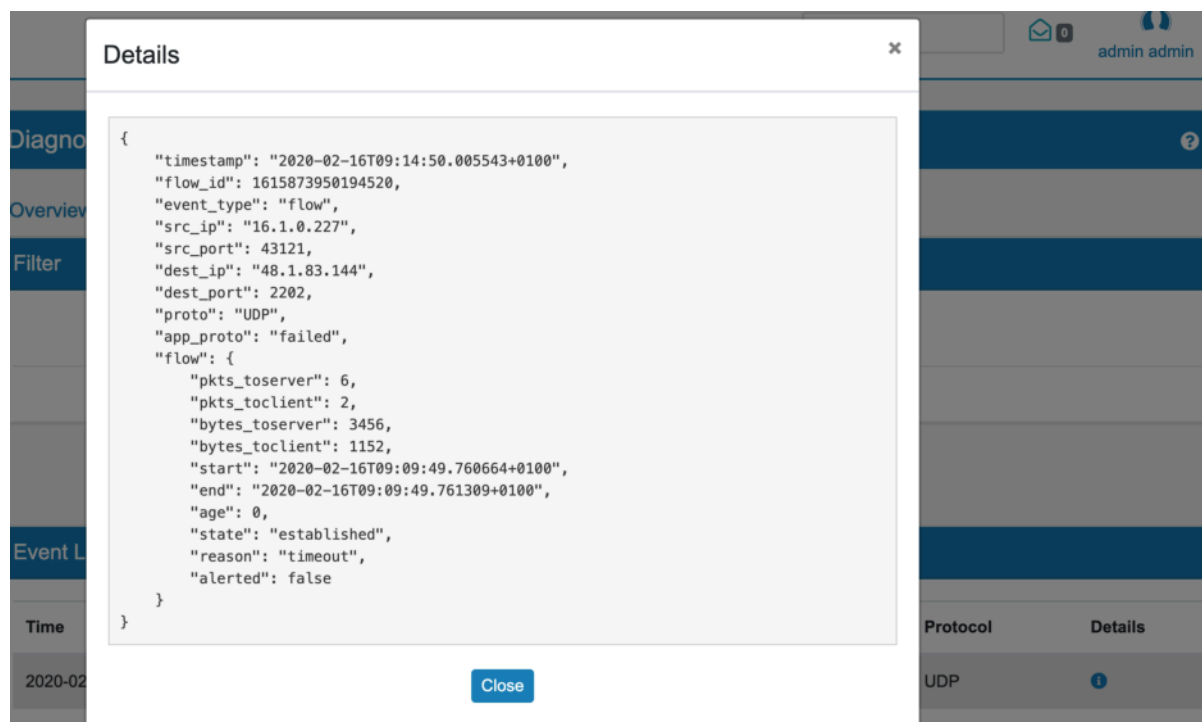 Details
×
0
admin admin
Diagno
Overview
Filter
{
    "timestamp": "2020-02-16T09:14:50.005543+0100",
    "flow_id": 1615873950194520,
    "event_type": "flow",
    "src_ip": "16.1.0.227",
    "src_port": 43121,
    "dest_ip": "48.1.83.144",
    "dest_port": 2202,
    "proto": "UDP",
    "app_proto": "failed",
    "flow": {
        "pkts_toserver": 6,
        "pkts_toclient": 2,
        "bytes_toserver": 3456,
        "bytes_toclient": 1152,
        "start": "2020-02-16T09:09:49.760664+0100",
        "end": "2020-02-16T09:09:49.761309+0100",
        "age": 0,
        "state": "established",
        "reason": "timeout",
        "alerted": false
    }
}
Event L
Time Protocol Details
2020-02 UDP
Close